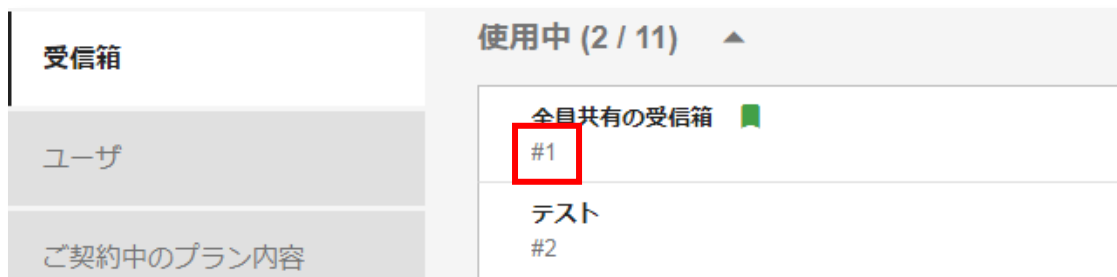 受信箱
ユーザ
ご契約中のプラン内容
使用中 (2 / 11)
全員共有の受信箱
#1
テスト
#2